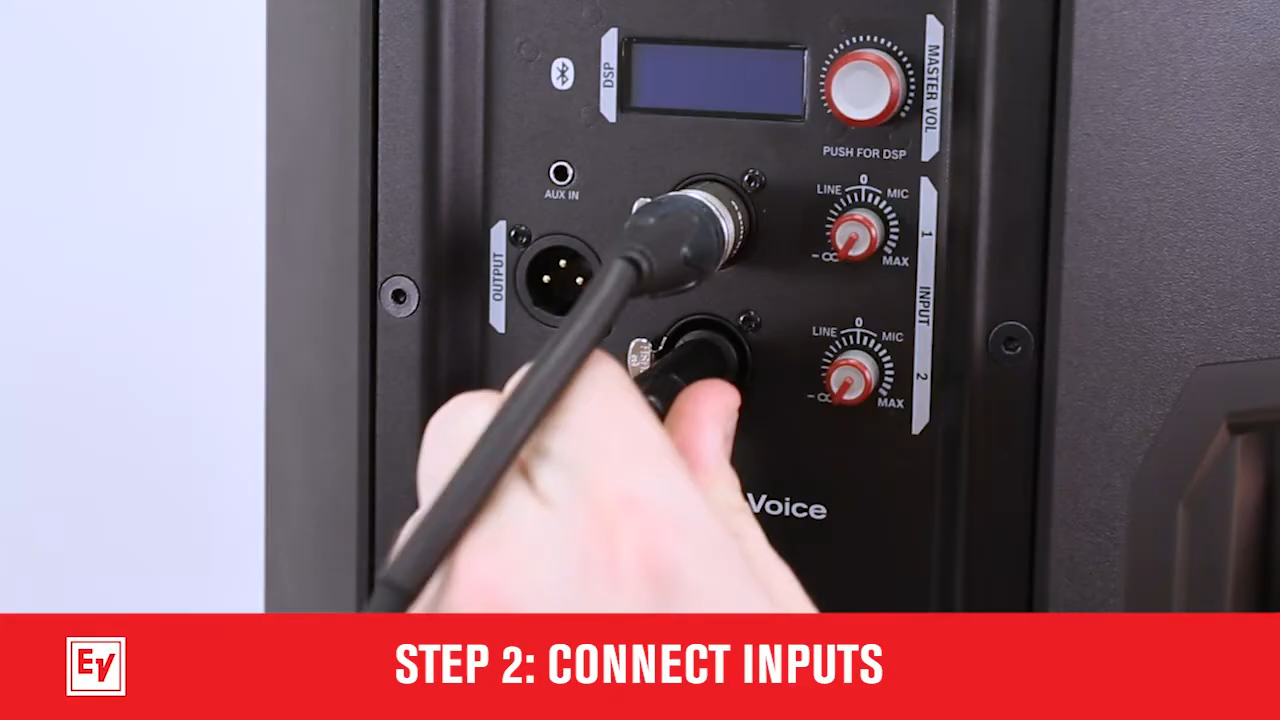 DSP
MASTER VOL
PUSH FOR DSP
AUX IN
LINE 0 MIC
-∞ MAX
1
OUTPUT
INPUT
LINE 0 MIC
-∞ MAX
2
Voice
EV
STEP 2: CONNECT INPUTS